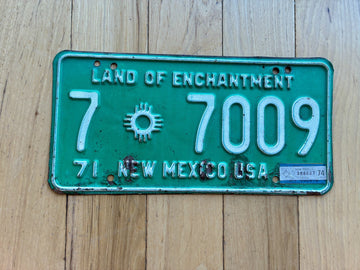 LAND OF ENCHANTMENT
7 7009
71 NEW MEXICO USA
74